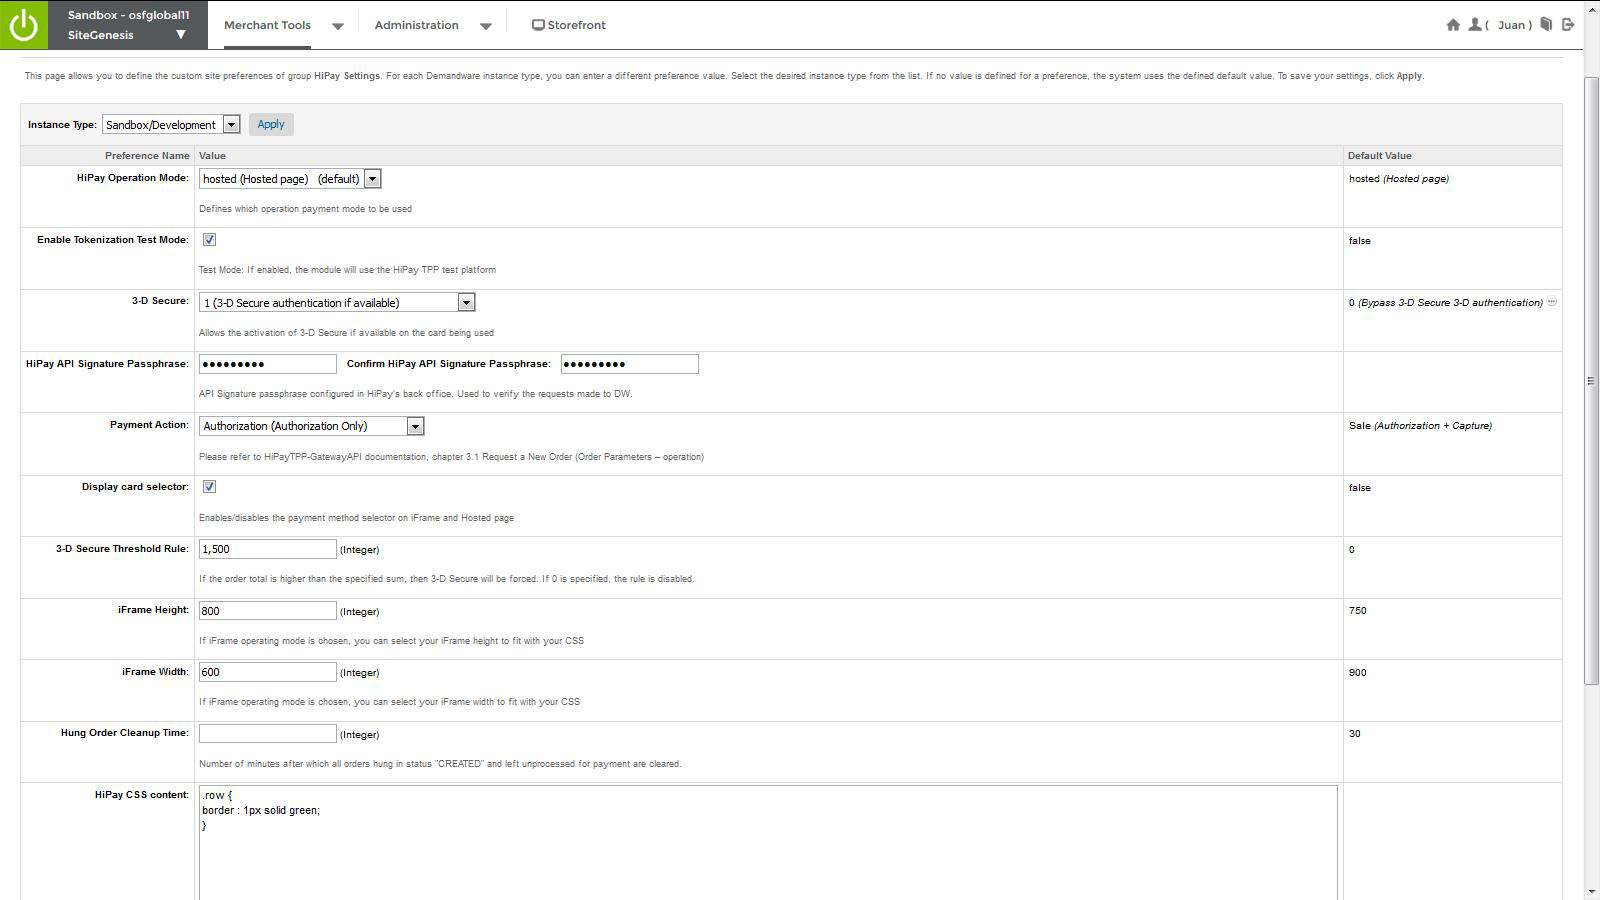 Sandbox - osfglobal11
SiteGenesis
Merchant Tools
Administration
Storefront
( Juan )
This page allows you to define the custom site preferences of group HiPay Settings. For each Demandware instance type, you can enter a different preference value. Select the desired instance type from the list. If no value is defined for a preference, the system uses the defined default value. To save your settings, click Apply.
Instance Type: Sandbox/Development Apply
Preference Name Value Default Value
HiPay Operation Mode: hosted (Hosted page) (default) hosted (Hosted page)
Defines which operation payment mode to be used
Enable Tokenization Test Mode: false
Test Mode: If enabled, the module will use the HiPay TPP test platform
3-D Secure: 1 (3-D Secure authentication if available) 0 (Bypass 3-D Secure 3-D authentication)
Allows the activation of 3-D Secure if available on the card being used
HiPay API Signature Passphrase: ●●●●●●●●● Confirm HiPay API Signature Passphrase: ●●●●●●●●●
API Signature passphrase configured in HiPay's back office. Used to verify the requests made to DW.
Payment Action: Authorization (Authorization Only) Sale (Authorization + Capture)
Please refer to HiPayTPP-GatewayAPI documentation, chapter 3.1 Request a New Order (Order Parameters – operation)
Display card selector: false
Enables/disables the payment method selector on iFrame and Hosted page
3-D Secure Threshold Rule: 1,500 (Integer) 0
If the order total is higher than the specified sum, then 3-D Secure will be forced. If 0 is specified, the rule is disabled.
iFrame Height: 800 (Integer) 750
If iFrame operating mode is chosen, you can select your iFrame height to fit with your CSS
iFrame Width: 600 (Integer) 900
If iFrame operating mode is chosen, you can select your iFrame width to fit with your CSS
Hung Order Cleanup Time: (Integer) 30
Number of minutes after which all orders hung in status "CREATED" and left unprocessed for payment are cleared.
HiPay CSS content: .row {
border : 1px solid green;
}